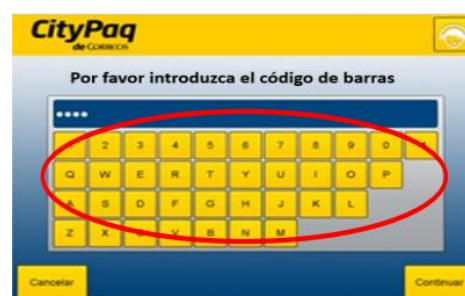 CityPaq
de CORREOS
Por favor introduzca el código de barras
••••
2 3 4 5 6 7 8 9 0
Q W E R T Y U I O P
A S D F G H J K L
Z X V B N M
Cancelar Continuar